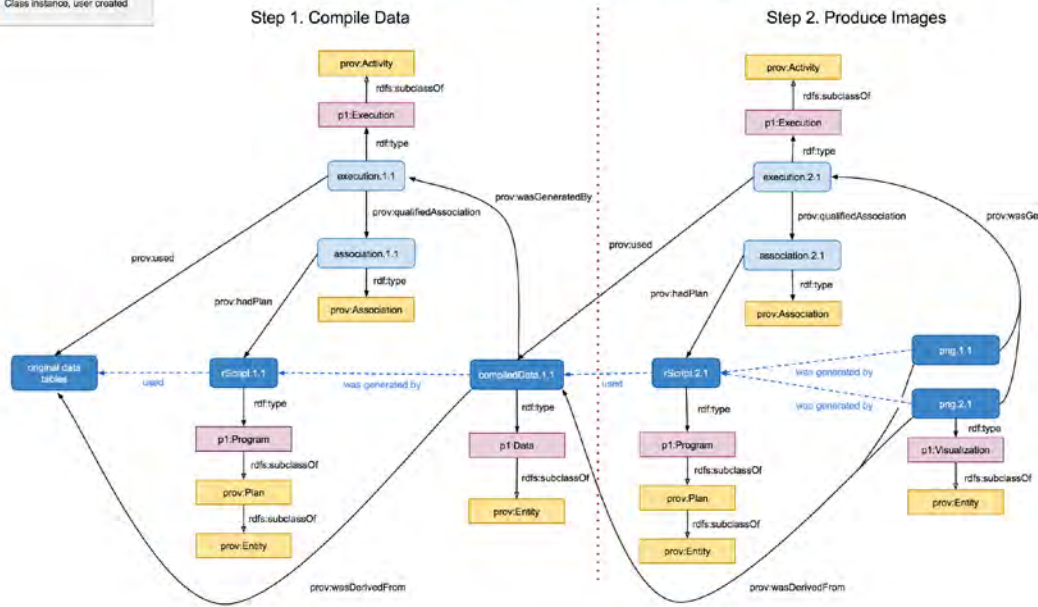 Class instance, user created
Step 1. Compile Data
Step 2. Produce Images
prov:Activity
rdfs:subclassOf
p1:Execution
rdf:type
execution.1.1
prov:wasGeneratedBy
prov:qualifiedAssociation
prov:used
association.1.1
rdf:type
prov:hadPlan
prov:Association
original data
tables
used
rScript.1.1
was generated by
compiledData.1.1
rdf:type
p1:Program
rdfs:subclassOf
prov:Plan
rdfs:subclassOf
prov:Entity
rdf:type
p1:Data
rdfs:subclassOf
prov:Entity
prov:wasDerivedFrom
prov:Activity
rdfs:subclassOf
p1:Execution
rdf:type
execution.2.1
prov:qualifiedAssociation
prov:wasGe
prov:used
association.2.1
rdf:type
prov:hadPlan
prov:Association
used
rScript.2.1
was generated by
png.1.1
was generated by
png.2.1
rdf:type
p1:Program
rdfs:subclassOf
prov:Plan
rdfs:subclassOf
prov:Entity
rdf:type
p1:Visualization
rdfs:subclassOf
prov:Entity
prov:wasDerivedFrom